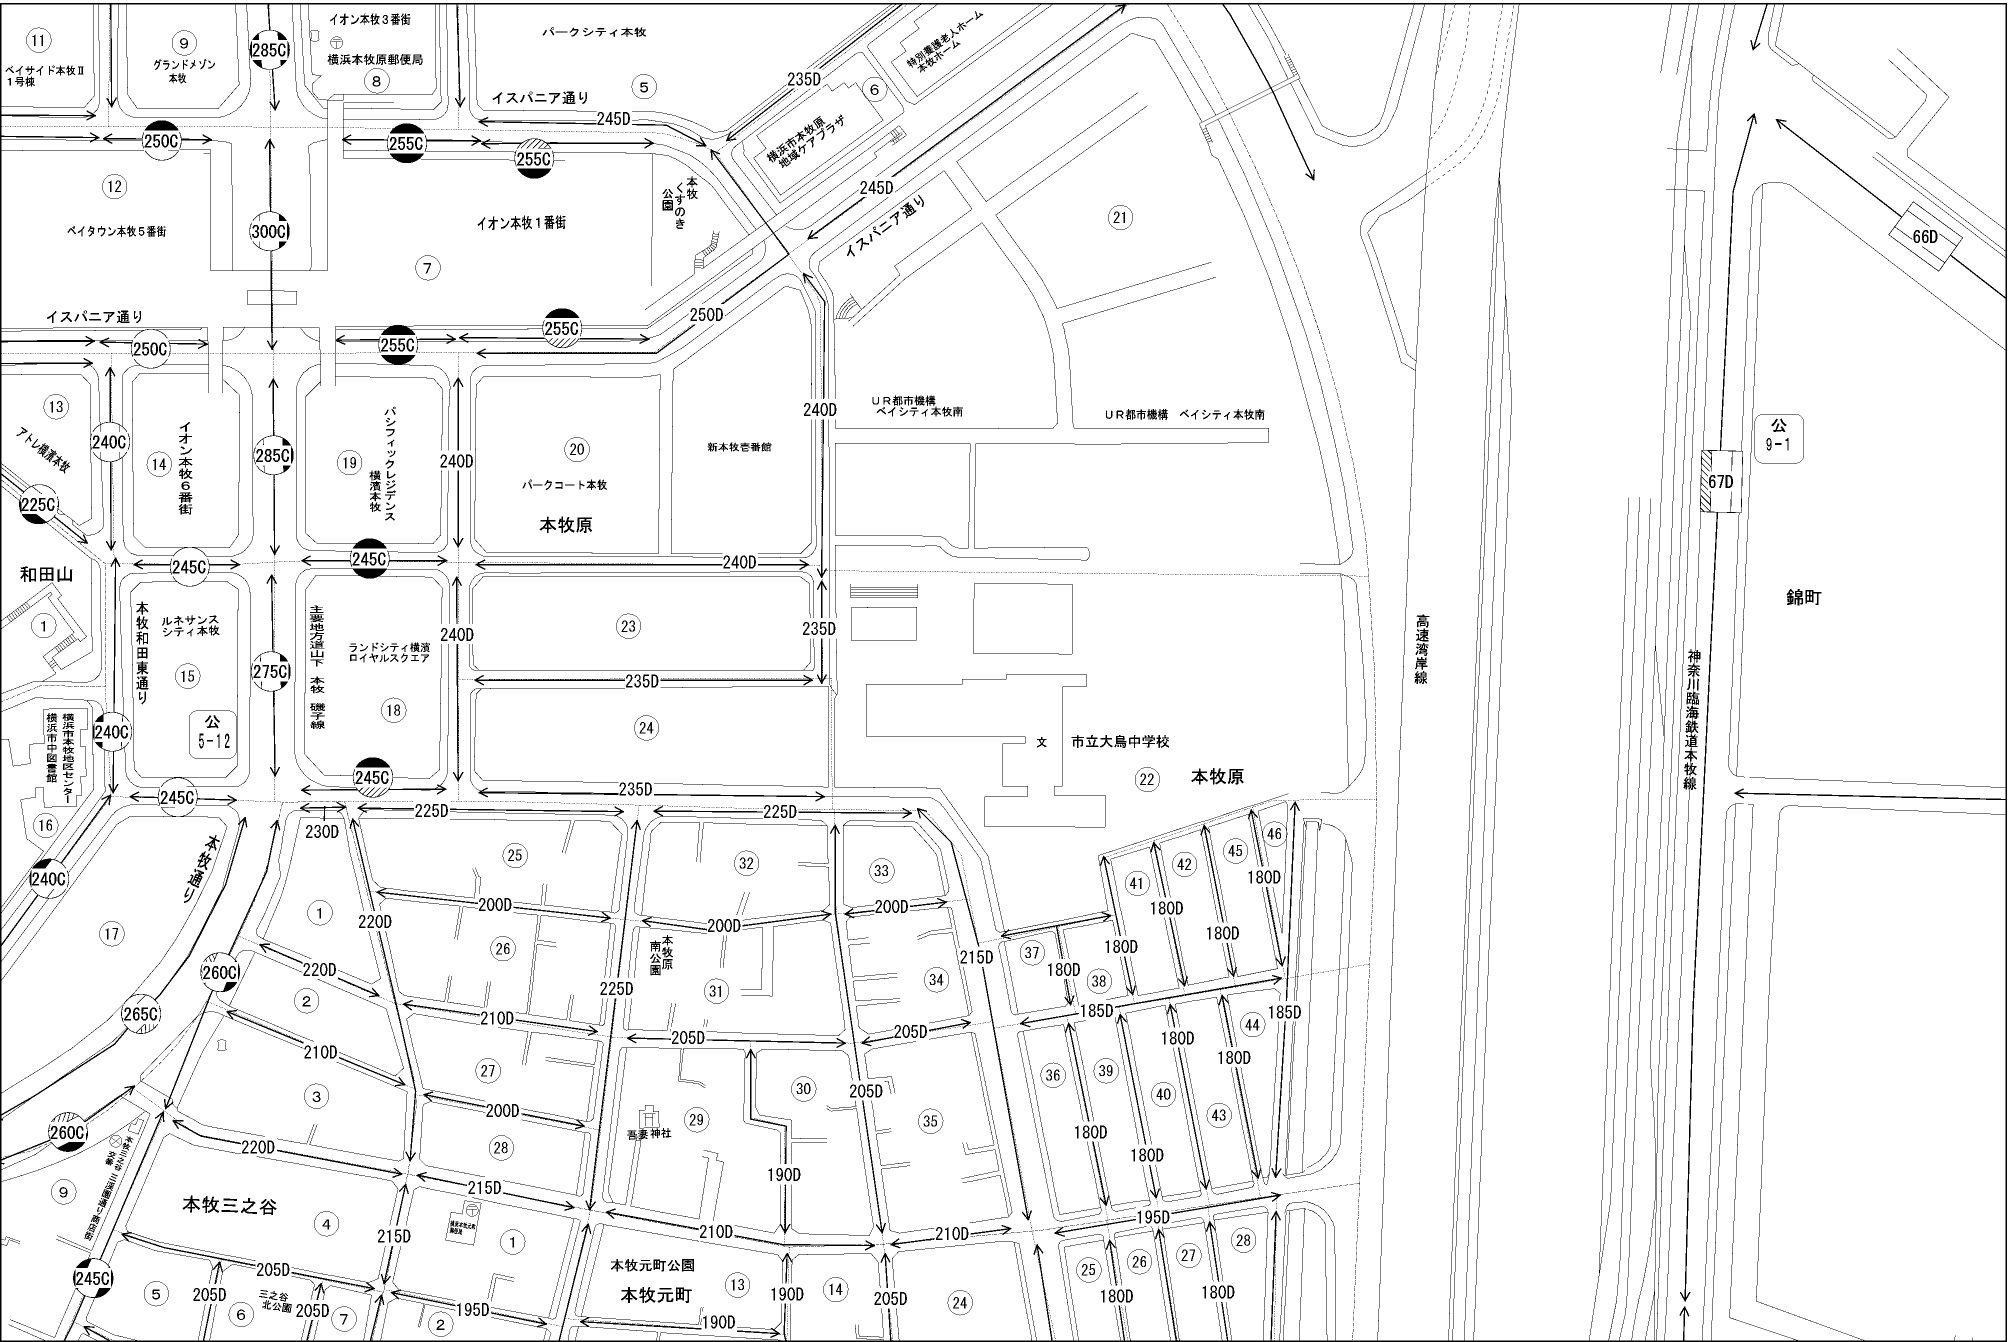 11
9
285C
イオン本牧3番街
パークシティ本牧
特別養護老人ホーム
本牧ホーム
グランドメゾン
本牧
横浜本牧原郵便局
ベイサイド本牧Ⅱ
1号棟
8
5
235D
6
イスパニア通り
245D
250C
255C
255C
横浜市本牧原
地域ケアプラザ
12
本牧
くすのき
公園
245D
イスパニア通り
21
ベイタウン本牧5番街
300C
イオン本牧1番街
66D
7
イスパニア通り
250D
250C
255C
255C
13
アトレ横濱本牧
240C
14
イオン本牧6番街
285C
19
パシフィックレジデンス
横濱本牧
240D
20
パークコート本牧
新本牧壱番館
240D
UR都市機構
ベイシティ本牧南
UR都市機構 ベイシティ本牧南
公
9-1
67D
225C
本牧原
和田山
245C
245C
240D
1
本牧和田東通り
ルネサンス
シティ本牧
15
275C
主要地方道山下 本牧 磯子線
ランドシティ横濱
ロイヤルスクエア
18
240D
23
235D
235D
錦町
高速湾岸線
神奈川臨海鉄道本牧線
公
5-12
240C
横浜市本牧地区センター
横浜市中図書館
24
文
市立大鳥中学校
22
本牧原
245C
245C
235D
16
240C
本牧通り
230D
225D
225D
25
32
33
46
45
42
41
180D
180D
180D
180D
17
1
220D
200D
200D
200D
26
本牧原
南公園
31
34
215D
37
38
180D
260C
220D
2
225D
265C
210D
205D
205D
185D
44
185D
180D
180D
210D
3
27
200D
30
29
吾妻神社
205D
35
36
39
40
43
180D
180D
260C
本牧三之谷
交番
三溪園通り商店街
220D
28
215D
190D
9
本牧三之谷
4
215D
横浜本牧元町
郵便局
1
210D
210D
195D
245C
205D
5
205D
6
三之谷
北公園
205D
7
2
195D
本牧元町公園
本牧元町
13
190D
14
190D
205D
24
25
180D
26
27
180D
28